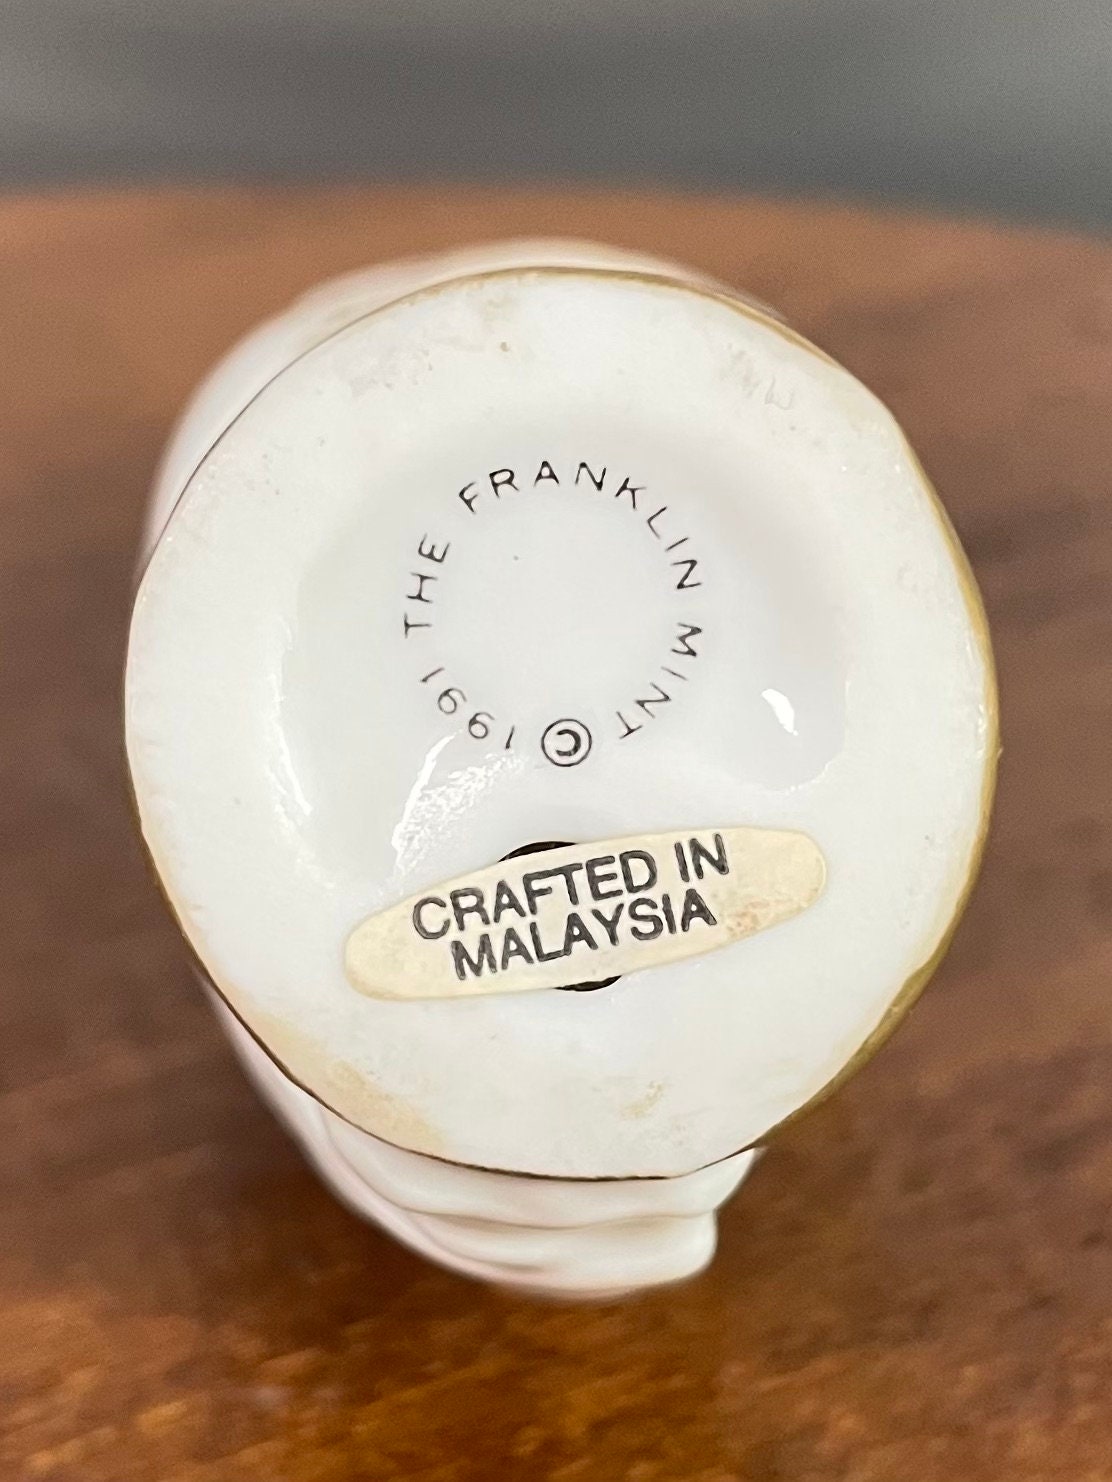 © 1991 THE FRANKLIN MINT
CRAFTED IN
MALAYSIA